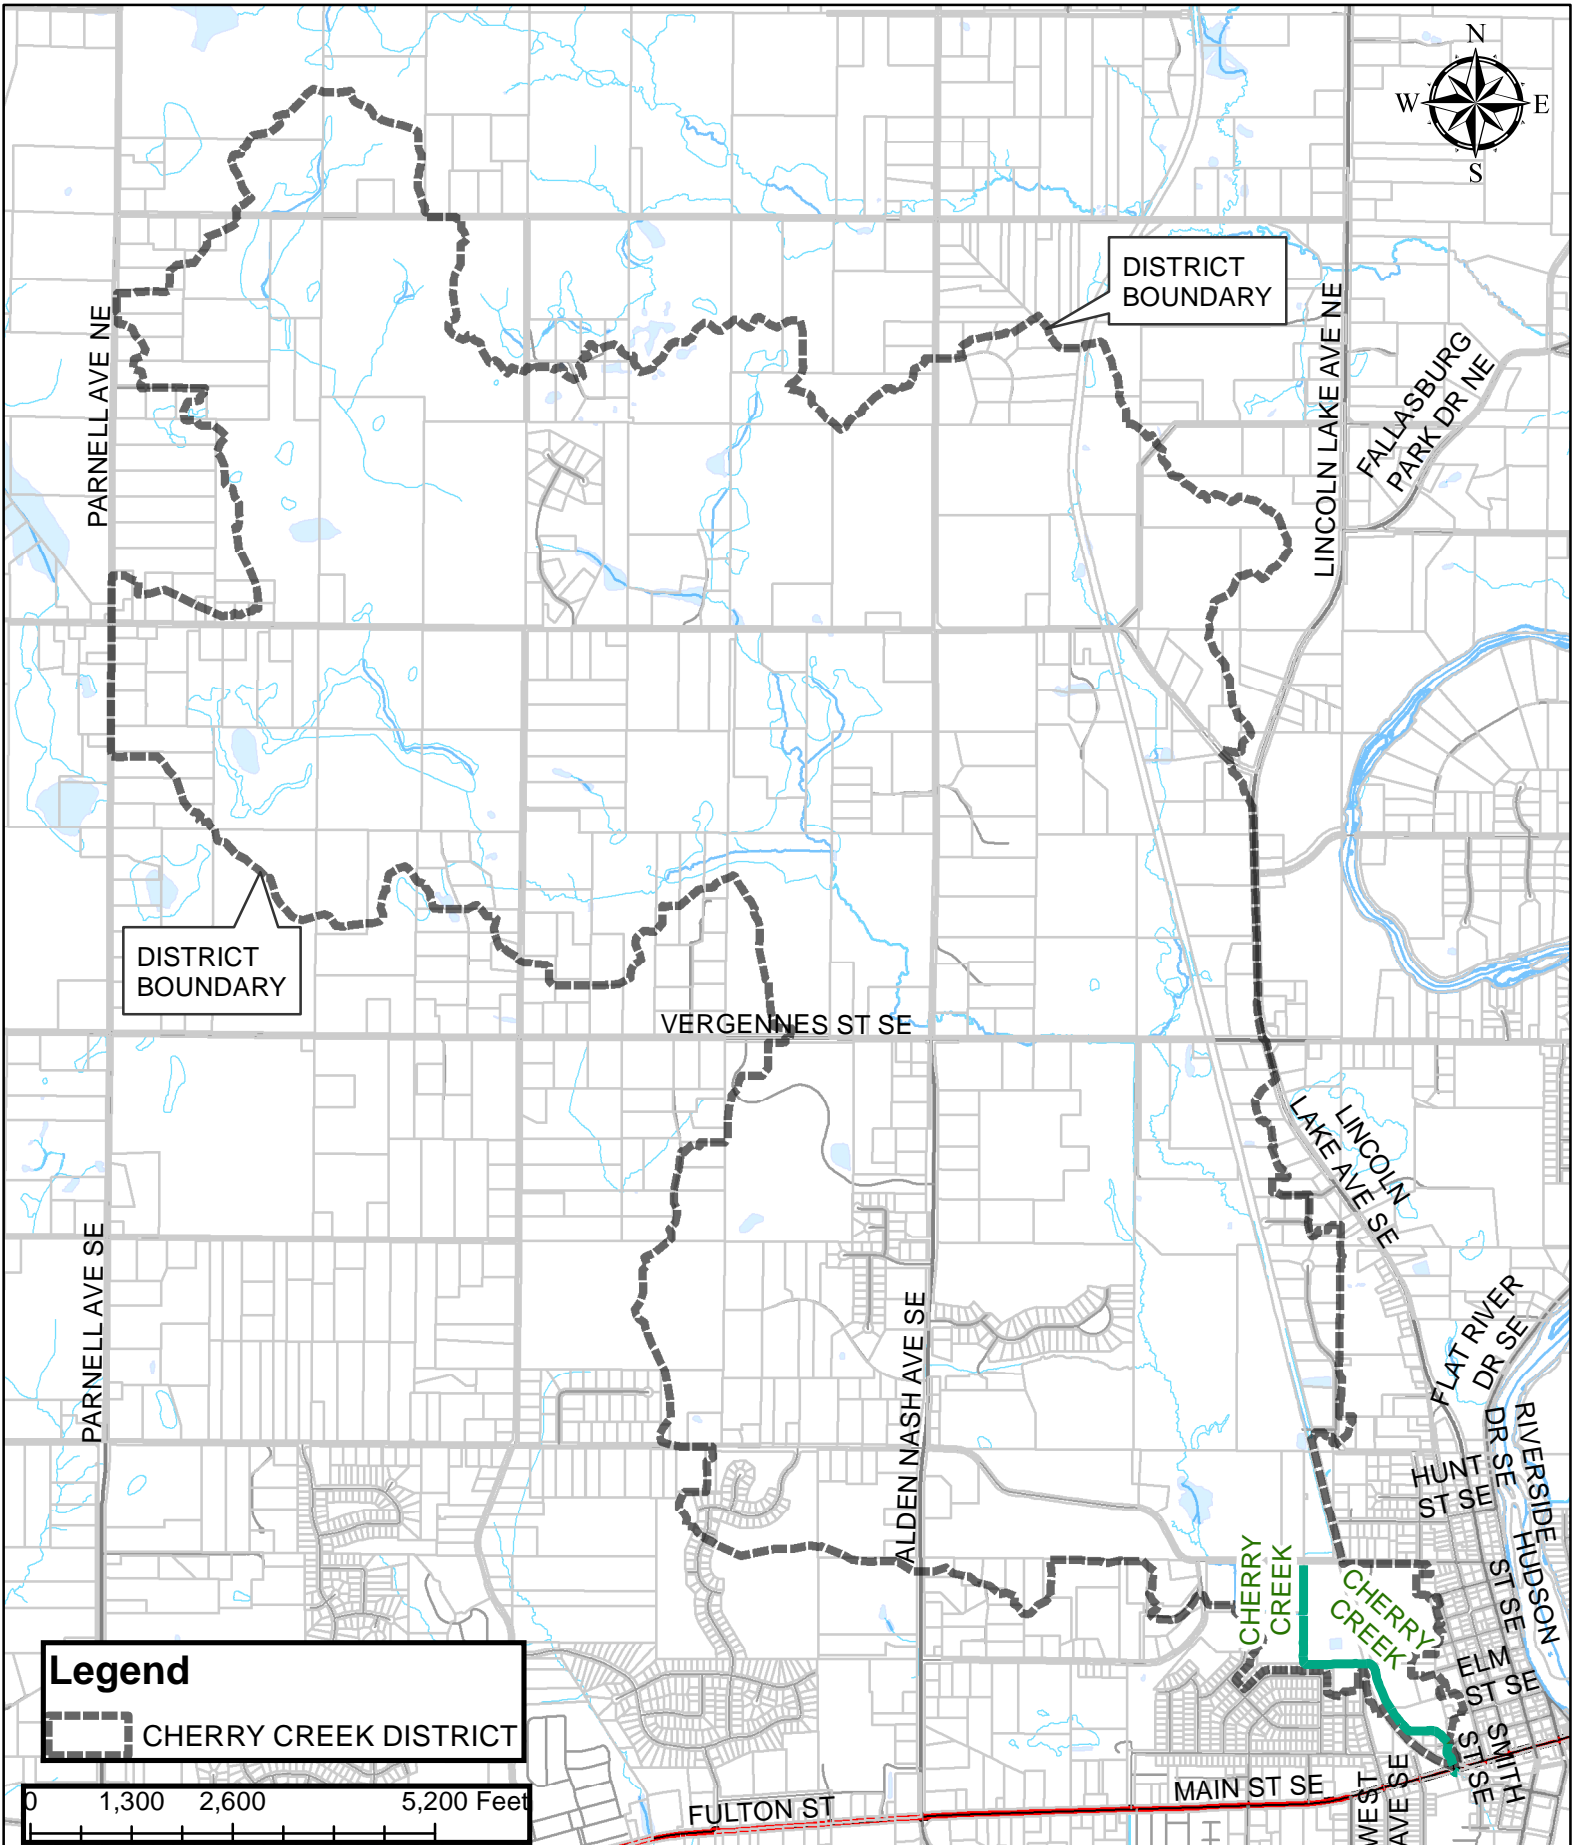 N
W
E
S
DISTRICT
BOUNDARY
PARNELL AVE NE
LINCOLN LAKE AVE NE
FALLASBURG
PARK DR NE
DISTRICT
BOUNDARY
VERGENNES ST SE
LINCOLN
LAKE AVE SE
PARNELL AVE SE
ALDEN NASH AVE SE
FLAT RIVER
DR SE
RIVERSIDE
DR SE
HUNT
ST SE
HUDSON
ST SE
CHERRY
CREEK
CHERRY
CREEK
ELM
ST SE
SMITH
ST SE
WEST
AVE SE
MAIN ST SE
FULTON ST
Legend
CHERRY CREEK DISTRICT
0 1,300 2,600 5,200 Feet